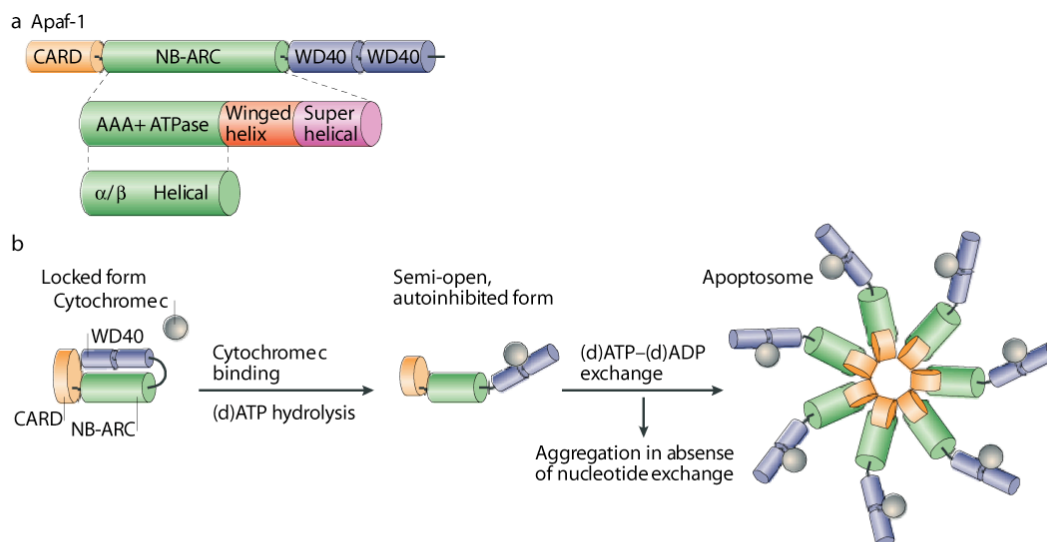 a Apaf-1
CARD
NB-ARC
WD40
WD40
AAA+ ATPase
Winged
helix
Super
helical
α/β
Helical
b
Locked form
Cytochrome c
WD40
CARD
NB-ARC
Cytochrome c
binding
(d)ATP hydrolysis
Semi-open,
autoinhibited form
(d)ATP–(d)ADP
exchange
Aggregation in absense
of nucleotide exchange
Apoptosome